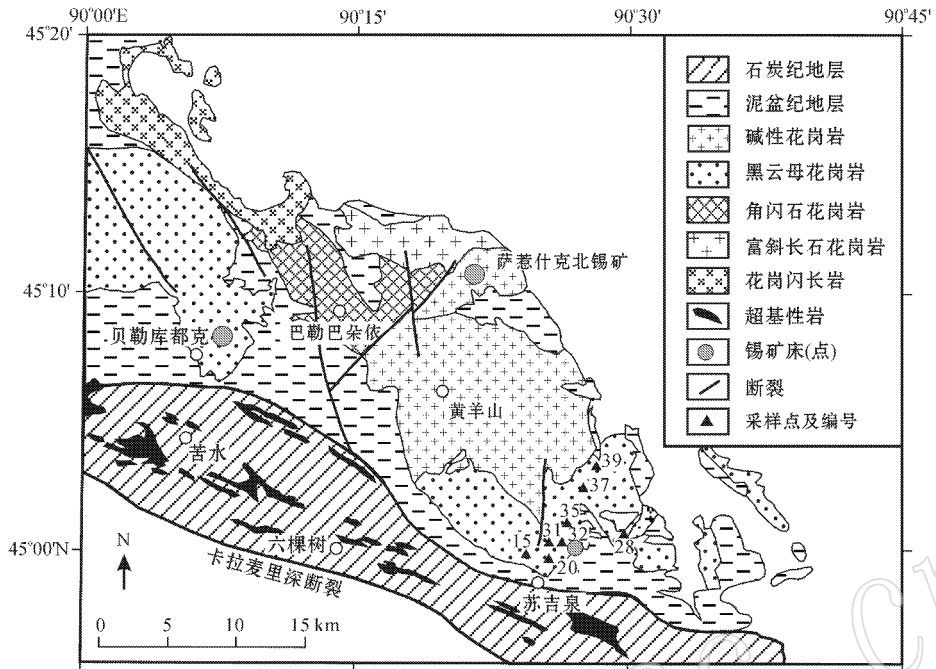 90°00′E
90°15′
90°30′
90°45′
45°20′
石炭纪地层
泥盆纪地层
碱性花岗岩
黑云母花岗岩
角闪石花岗岩
富斜长石花岗岩
花岗闪长岩
超基性岩
锡矿床(点)
断裂
采样点及编号
萨惹什克北锡矿
45°10′
贝勒库都克
巴勒巴朵依
黄羊山
苦水
39
37
35
31
32
15
28
20
45°00′N
N
六棵树
卡拉麦里深断裂
苏吉泉
0 5 10 15 km